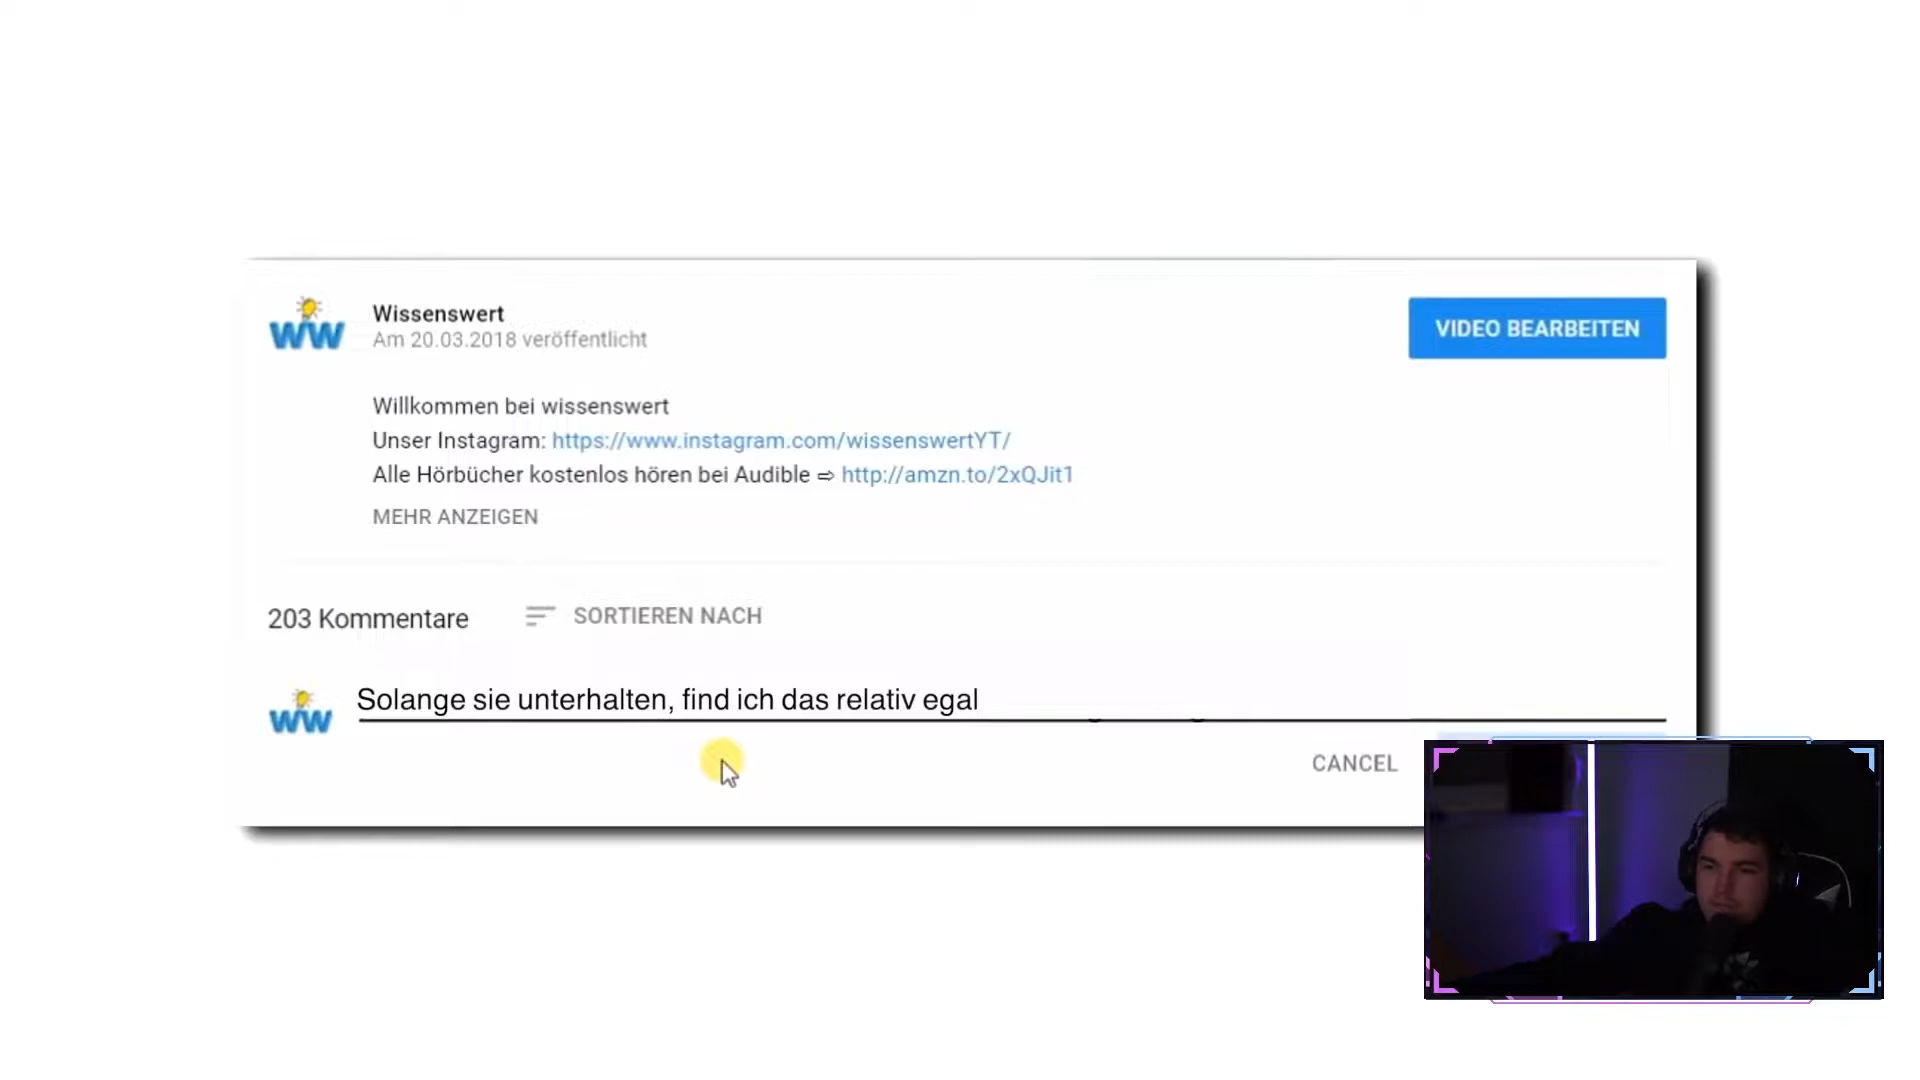 WW
Wissenswert
Am 20.03.2018 veröffentlicht
VIDEO BEARBEITEN
Willkommen bei wissenswert
Unser Instagram: https://www.instagram.com/wissenswertYT/
Alle Hörbücher kostenlos hören bei Audible ⇨ http://amzn.to/2xQJit1
MEHR ANZEIGEN
203 Kommentare
SORTIEREN NACH
WW
Solange sie unterhalten, find ich das relativ egal
CANCEL